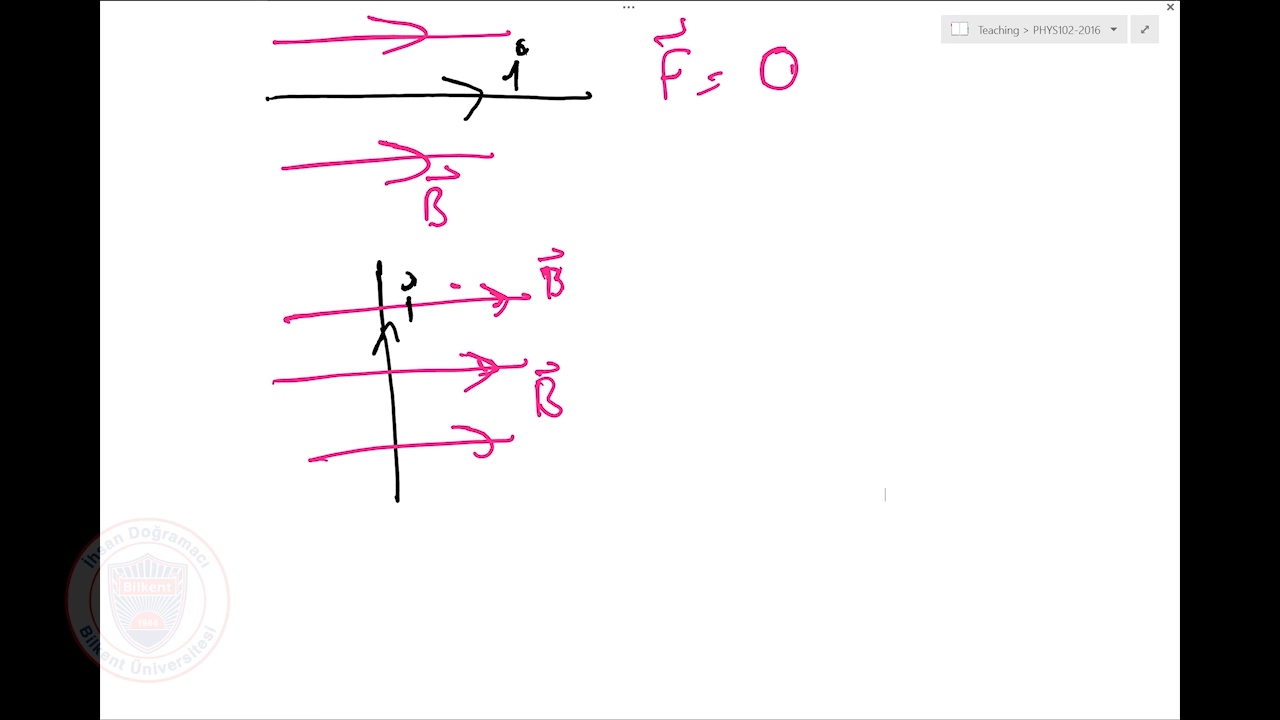 Teaching > PHYS102-2016
F = 0
i
B
i
B
B
İhsan Doğramacı
Bilkent
1984
Bilkent Üniversitesi